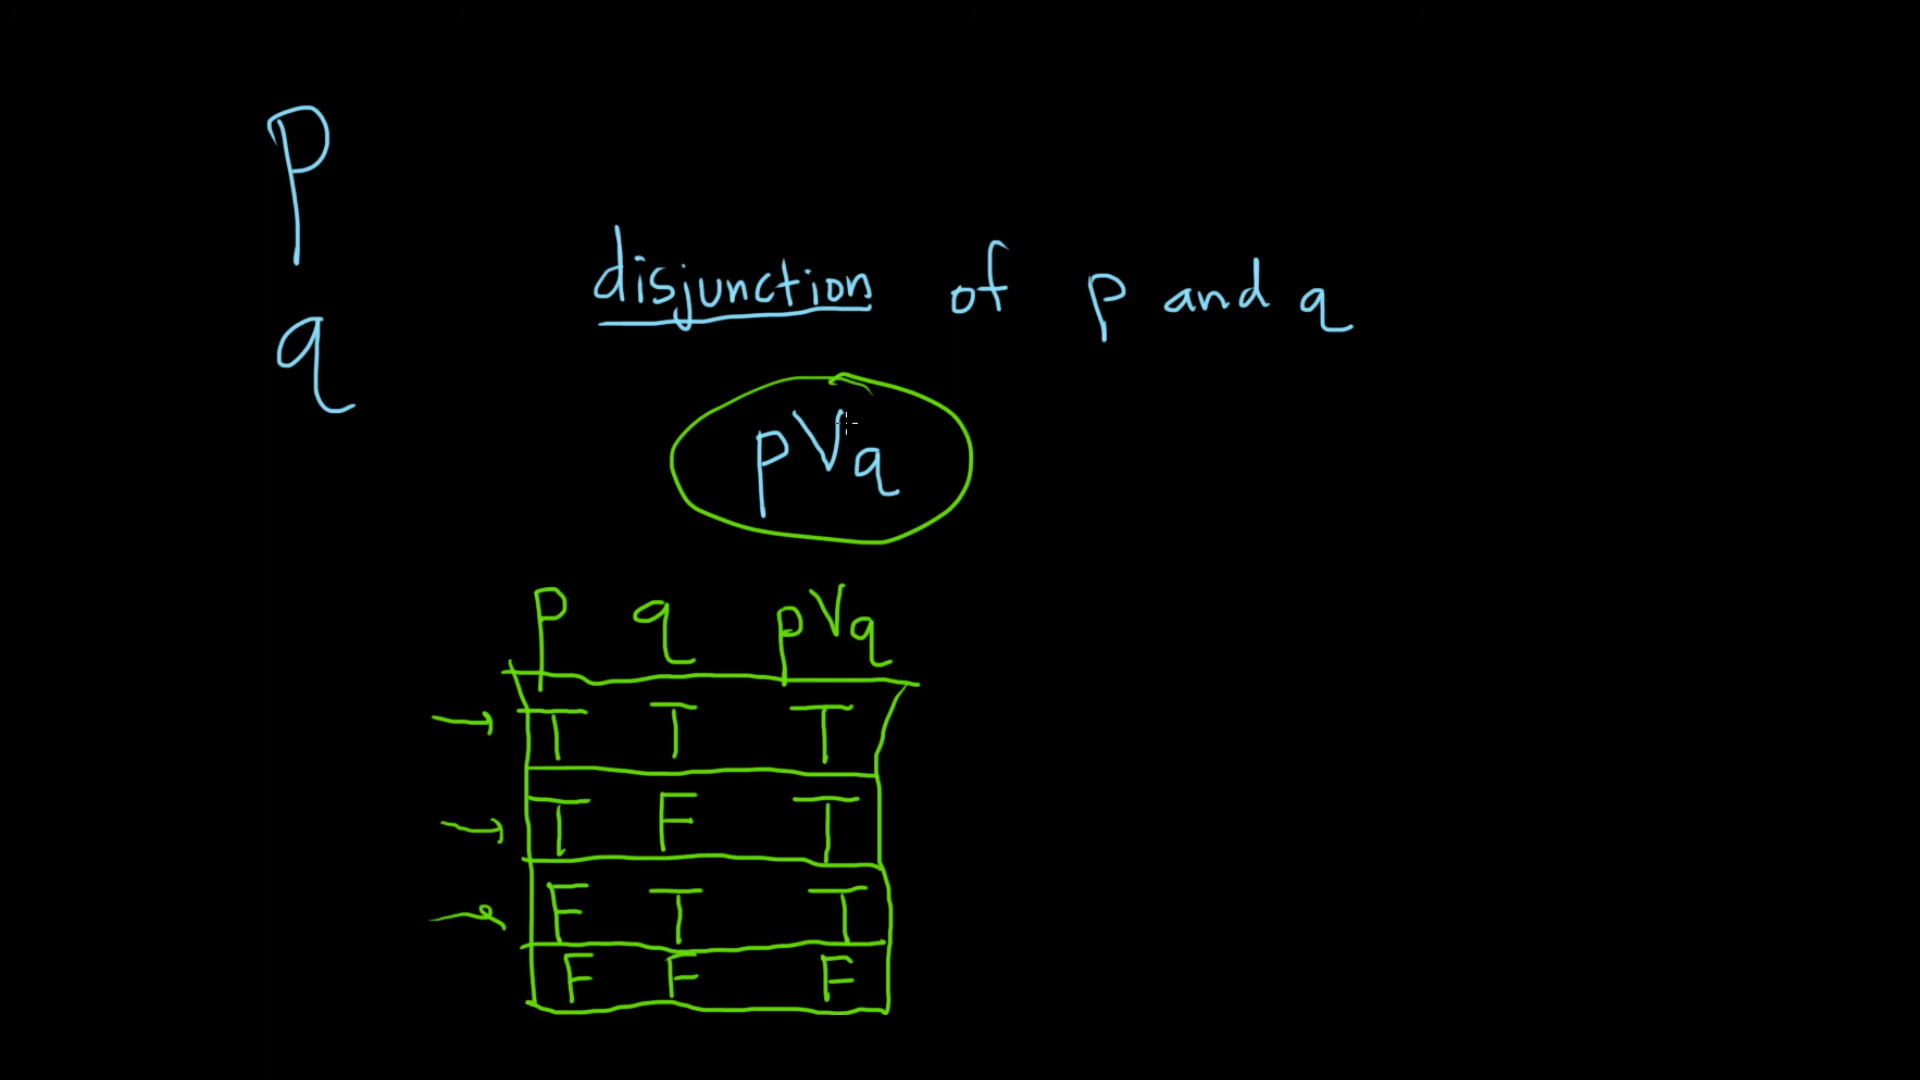 p
q
disjunction of p and q
p∨q
p q p∨q
T T T
T F T
F T T
F F F